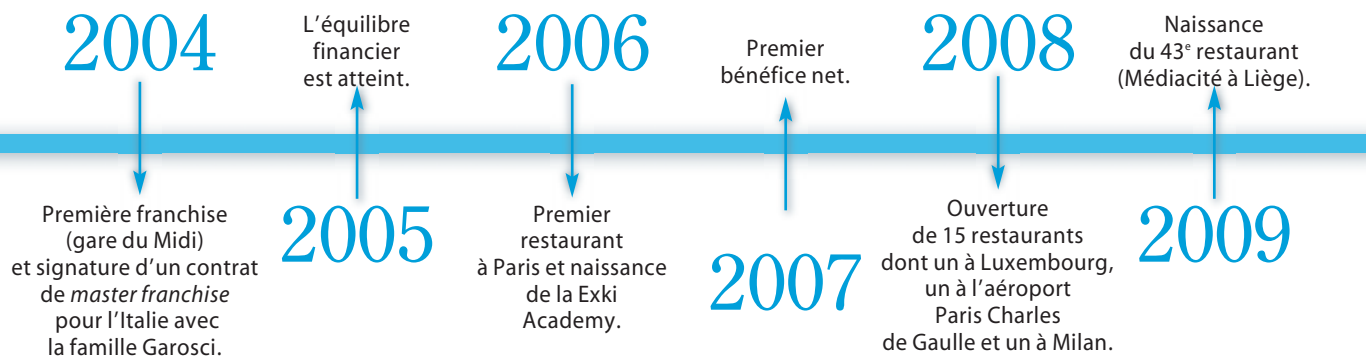 2004
Première franchise
(gare du Midi)
et signature d'un contrat
de master franchise
pour l'Italie avec
la famille Garosci.
L'équilibre
financier
est atteint.
2005
2006
Premier
restaurant
à Paris et naissance
de la Exki
Academy.
Premier
bénéfice net.
2007
2008
Ouverture
de 15 restaurants
dont un à Luxembourg,
un à l'aéroport
Paris Charles
de Gaulle et un à Milan.
Naissance
du 43e restaurant
(Médiacité à Liège).
2009